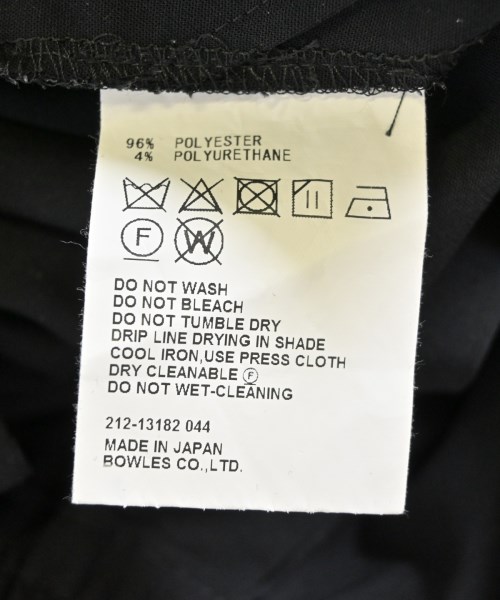 96% POLYESTER
4% POLYURETHANE
F W
DO NOT WASH
DO NOT BLEACH
DO NOT TUMBLE DRY
DRIP LINE DRYING IN SHADE
COOL IRON,USE PRESS CLOTH
DRY CLEANABLE Ⓕ
DO NOT WET-CLEANING
212-13182 044
MADE IN JAPAN
BOWLES CO.,LTD.